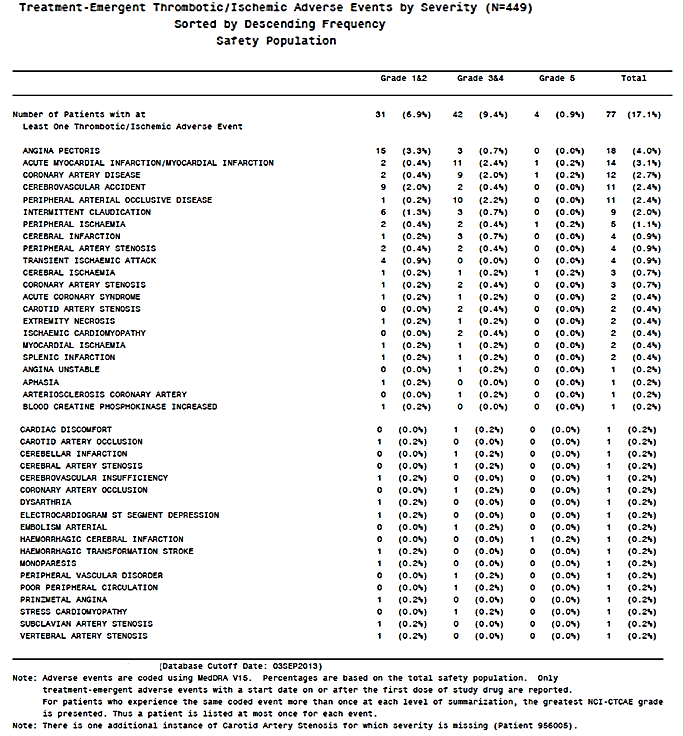 Treatment-Emergent Thrombotic/Ischemic Adverse Events by Severity (N=449)
Sorted by Descending Frequency
Safety Population
Grade 1&2 Grade 3&4 Grade 5 Total
Number of Patients with at 31 (6.9%) 42 (9.4%) 4 (0.9%) 77 (17.1%)
Least One Thrombotic/Ischemic Adverse Event
ANGINA PECTORIS 15 (3.3%) 3 (0.7%) 0 (0.0%) 18 (4.0%)
ACUTE MYOCARDIAL INFARCTION/MYOCARDIAL INFARCTION 2 (0.4%) 11 (2.4%) 1 (0.2%) 14 (3.1%)
CORONARY ARTERY DISEASE 2 (0.4%) 9 (2.0%) 1 (0.2%) 12 (2.7%)
CEREBROVASCULAR ACCIDENT 9 (2.0%) 2 (0.4%) 0 (0.0%) 11 (2.4%)
PERIPHERAL ARTERIAL OCCLUSIVE DISEASE 1 (0.2%) 10 (2.2%) 0 (0.0%) 11 (2.4%)
INTERMITTENT CLAUDICATION 6 (1.3%) 3 (0.7%) 0 (0.0%) 9 (2.0%)
PERIPHERAL ISCHAEMIA 2 (0.4%) 2 (0.4%) 1 (0.2%) 5 (1.1%)
CEREBRAL INFARCTION 1 (0.2%) 3 (0.7%) 0 (0.0%) 4 (0.9%)
PERIPHERAL ARTERY STENOSIS 2 (0.4%) 2 (0.4%) 0 (0.0%) 4 (0.9%)
TRANSIENT ISCHAEMIC ATTACK 4 (0.9%) 0 (0.0%) 0 (0.0%) 4 (0.9%)
CEREBRAL ISCHAEMIA 1 (0.2%) 1 (0.2%) 1 (0.2%) 3 (0.7%)
CORONARY ARTERY STENOSIS 1 (0.2%) 2 (0.4%) 0 (0.0%) 3 (0.7%)
ACUTE CORONARY SYNDROME 1 (0.2%) 1 (0.2%) 0 (0.0%) 2 (0.4%)
CAROTID ARTERY STENOSIS 0 (0.0%) 2 (0.4%) 0 (0.0%) 2 (0.4%)
EXTREMITY NECROSIS 1 (0.2%) 1 (0.2%) 0 (0.0%) 2 (0.4%)
ISCHAEMIC CARDIOMYOPATHY 0 (0.0%) 2 (0.4%) 0 (0.0%) 2 (0.4%)
MYOCARDIAL ISCHAEMIA 1 (0.2%) 1 (0.2%) 0 (0.0%) 2 (0.4%)
SPLENIC INFARCTION 1 (0.2%) 1 (0.2%) 0 (0.0%) 2 (0.4%)
ANGINA UNSTABLE 0 (0.0%) 1 (0.2%) 0 (0.0%) 1 (0.2%)
APHASIA 1 (0.2%) 0 (0.0%) 0 (0.0%) 1 (0.2%)
ARTERIOSCLEROSIS CORONARY ARTERY 0 (0.0%) 1 (0.2%) 0 (0.0%) 1 (0.2%)
BLOOD CREATINE PHOSPHOKINASE INCREASED 1 (0.2%) 0 (0.0%) 0 (0.0%) 1 (0.2%)
CARDIAC DISCOMFORT 0 (0.0%) 1 (0.2%) 0 (0.0%) 1 (0.2%)
CAROTID ARTERY OCCLUSION 1 (0.2%) 0 (0.0%) 0 (0.0%) 1 (0.2%)
CEREBELLAR INFARCTION 0 (0.0%) 1 (0.2%) 0 (0.0%) 1 (0.2%)
CEREBRAL ARTERY STENOSIS 0 (0.0%) 1 (0.2%) 0 (0.0%) 1 (0.2%)
CEREBROVASCULAR INSUFFICIENCY 1 (0.2%) 0 (0.0%) 0 (0.0%) 1 (0.2%)
CORONARY ARTERY OCCLUSION 0 (0.0%) 1 (0.2%) 0 (0.0%) 1 (0.2%)
DYSARTHRIA 1 (0.2%) 0 (0.0%) 0 (0.0%) 1 (0.2%)
ELECTROCARDIOGRAM ST SEGMENT DEPRESSION 1 (0.2%) 0 (0.0%) 0 (0.0%) 1 (0.2%)
EMBOLISM ARTERIAL 0 (0.0%) 1 (0.2%) 0 (0.0%) 1 (0.2%)
HAEMORRHAGIC CEREBRAL INFARCTION 0 (0.0%) 0 (0.0%) 1 (0.2%) 1 (0.2%)
HAEMORRHAGIC TRANSFORMATION STROKE 1 (0.2%) 0 (0.0%) 0 (0.0%) 1 (0.2%)
MONOPARESIS 1 (0.2%) 0 (0.0%) 0 (0.0%) 1 (0.2%)
PERIPHERAL VASCULAR DISORDER 0 (0.0%) 1 (0.2%) 0 (0.0%) 1 (0.2%)
POOR PERIPHERAL CIRCULATION 0 (0.0%) 1 (0.2%) 0 (0.0%) 1 (0.2%)
PRINZMETAL ANGINA 1 (0.2%) 0 (0.0%) 0 (0.0%) 1 (0.2%)
STRESS CARDIOMYOPATHY 0 (0.0%) 1 (0.2%) 0 (0.0%) 1 (0.2%)
SUBCLAVIAN ARTERY STENOSIS 1 (0.2%) 0 (0.0%) 0 (0.0%) 1 (0.2%)
VERTEBRAL ARTERY STENOSIS 1 (0.2%) 0 (0.0%) 0 (0.0%) 1 (0.2%)
(Database Cutoff Date: 03SEP2013)
Note: Adverse events are coded using MedDRA V15. Percentages are based on the total safety population. Only
treatment-emergent adverse events with a start date on or after the first dose of study drug are reported.
For patients who experience the same coded event more than once at each level of summarization, the greatest NCI-CTCAE grade
is presented. Thus a patient is listed at most once for each event.
Note: There is one additional instance of Carotid Artery Stenosis for which severity is missing (Patient 956005).